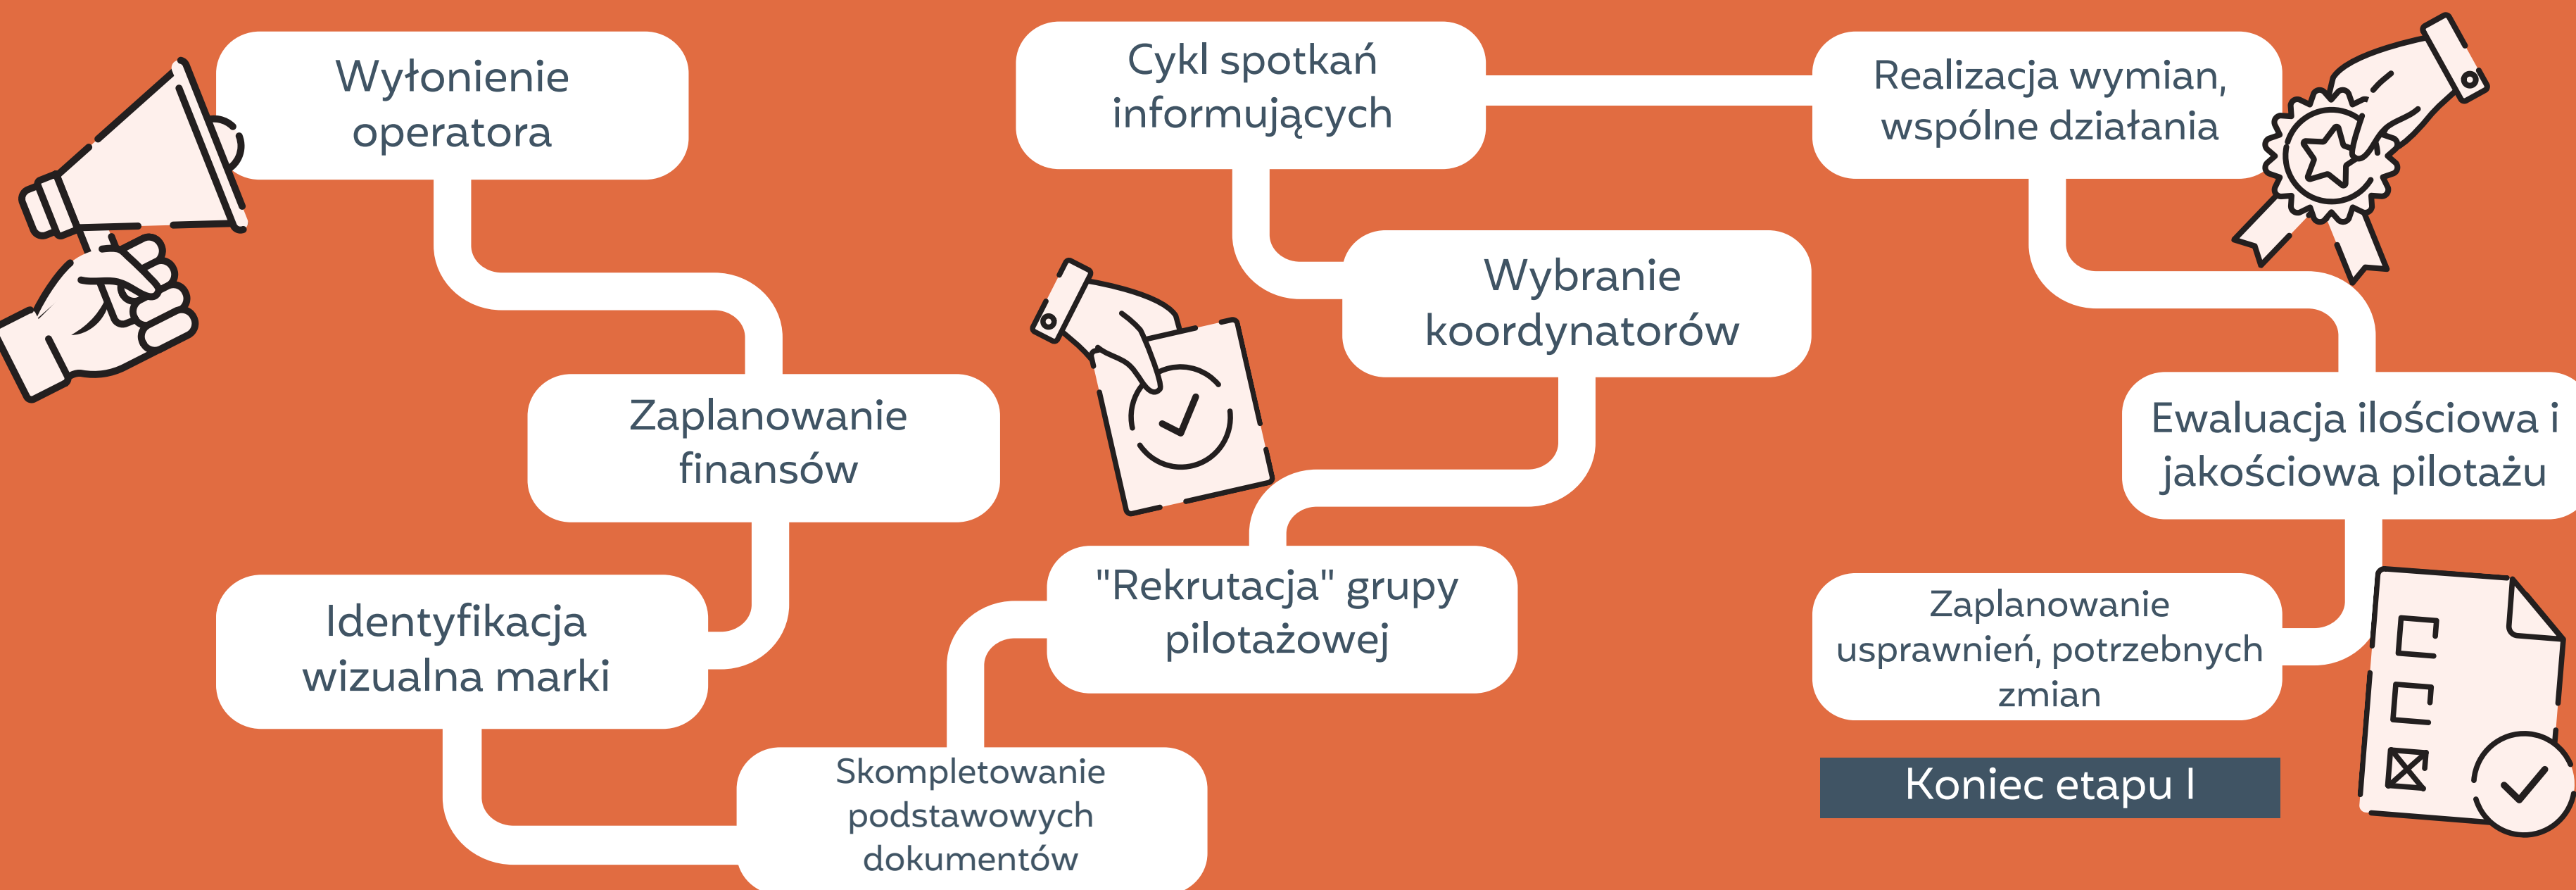 Wyłonienie
operatora
Zaplanowanie
finansów
Identyfikacja
wizualna marki
Skompletowanie
podstawowych
dokumentów
"Rekrutacja" grupy
pilotażowej
Wybranie
koordynatorów
Cykl spotkań
informujących
Realizacja wymian,
wspólne działania
Ewaluacja ilościowa i
jakościowa pilotażu
Zaplanowanie
usprawnień, potrzebnych
zmian
Koniec etapu I